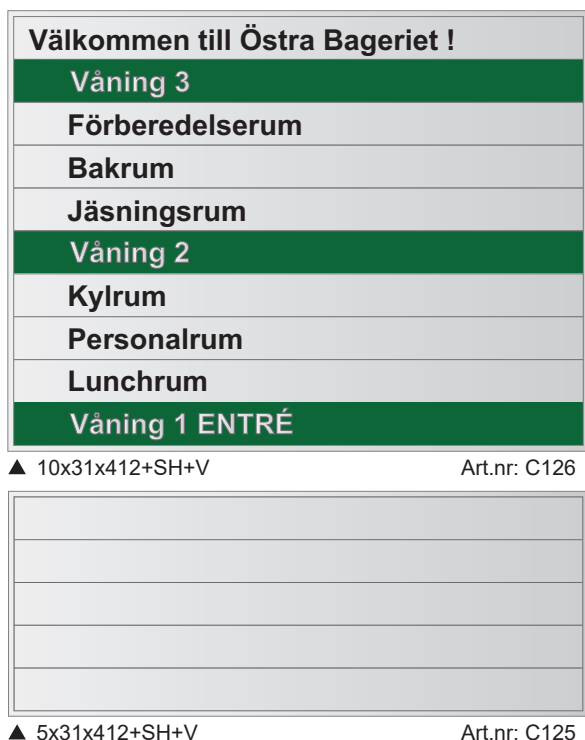 Välkommen till Östra Bageriet !
Våning 3
Förberedelserum
Bakrum
Jäsningsrum
Våning 2
Kylrum
Personalrum
Lunchrum
Våning 1 ENTRÉ
▲ 10x31x412+SH+V Art.nr: C126
▲ 5x31x412+SH+V Art.nr: C125